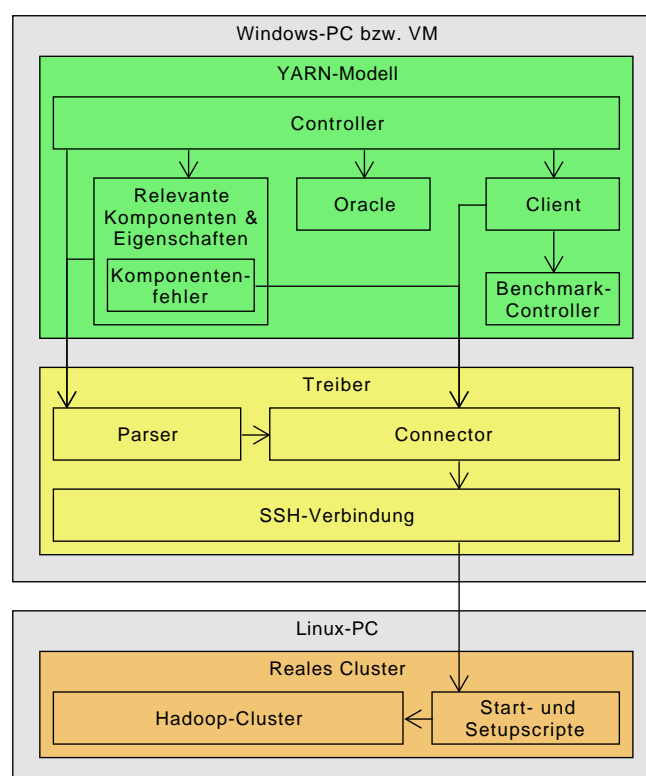 Windows-PC bzw. VM
YARN-Modell
Controller
Relevante
Komponenten &
Eigenschaften
Komponenten-
fehler
Oracle
Client
Benchmark-
Controller
Treiber
Parser
Connector
SSH-Verbindung
Linux-PC
Reales Cluster
Hadoop-Cluster
Start- und
Setupscripte